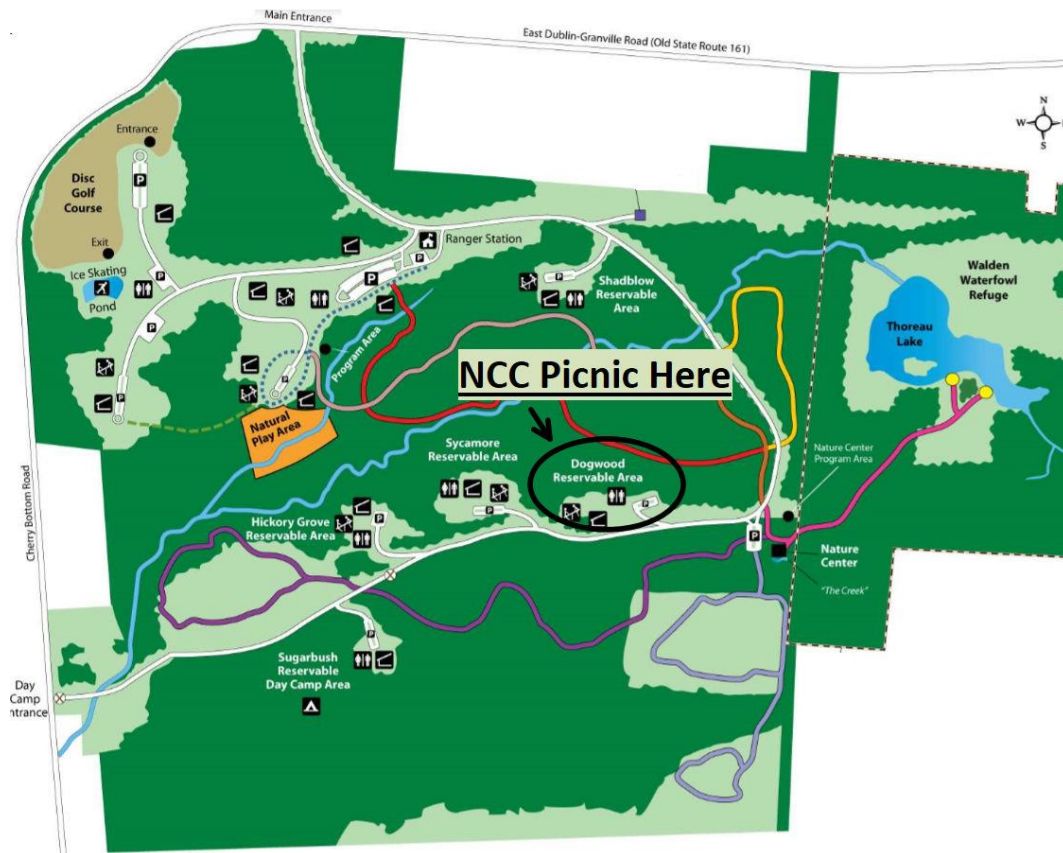 Main Entrance
East Dublin-Granville Road (Old State Route 161)
N
W
S
Entrance
P
Disc
Golf
Course
Exit
Ice Skating
Pond
P
P
P
Ranger Station
P
P
Shadblow
Reservable
Area
P
Walden
Waterfowl
Refuge
Thoreau
Lake
Program Area
P
Natural
Play Area
NCC Picnic Here
Sycamore
Reservable Area
P
Dogwood
Reservable Area
P
Nature Center
Program Area
Hickory Grove
Reservable Area
P
P
Nature
Center
"The Creek"
Cherry Bottom Road
P
Sugarbush
Reservable
Day Camp Area
Day
Camp
ntrance